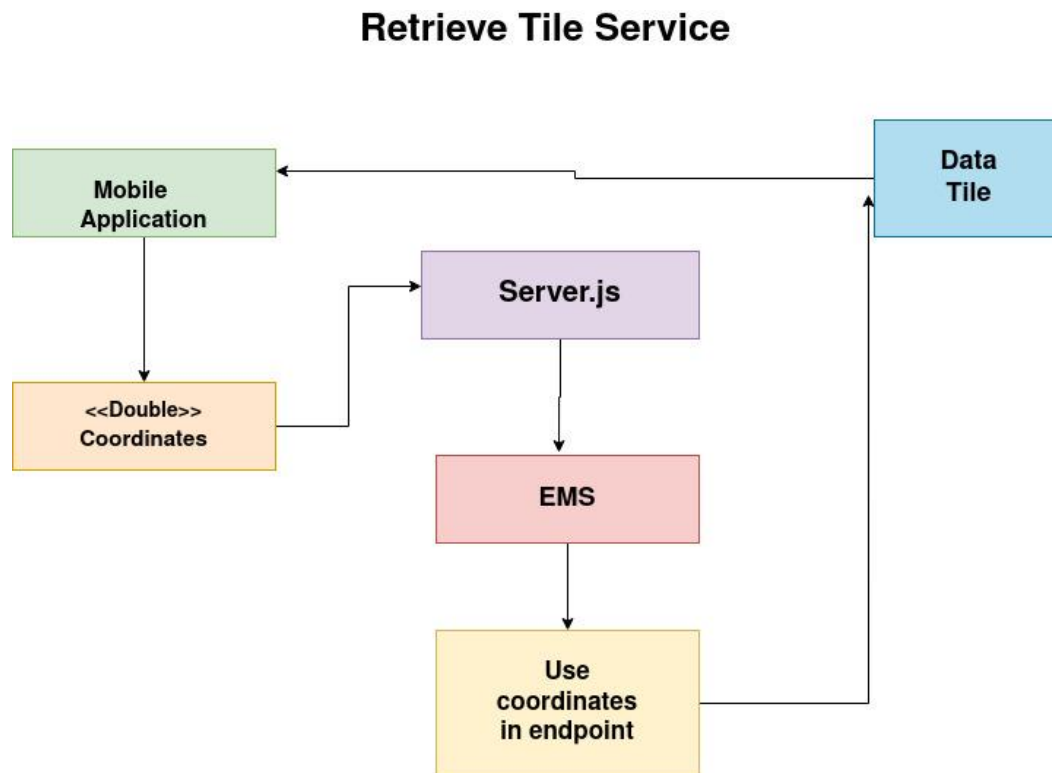 Retrieve Tile Service
Data
Tile
Mobile
Application
Server.js
<<Double>>
Coordinates
EMS
Use
coordinates
in endpoint